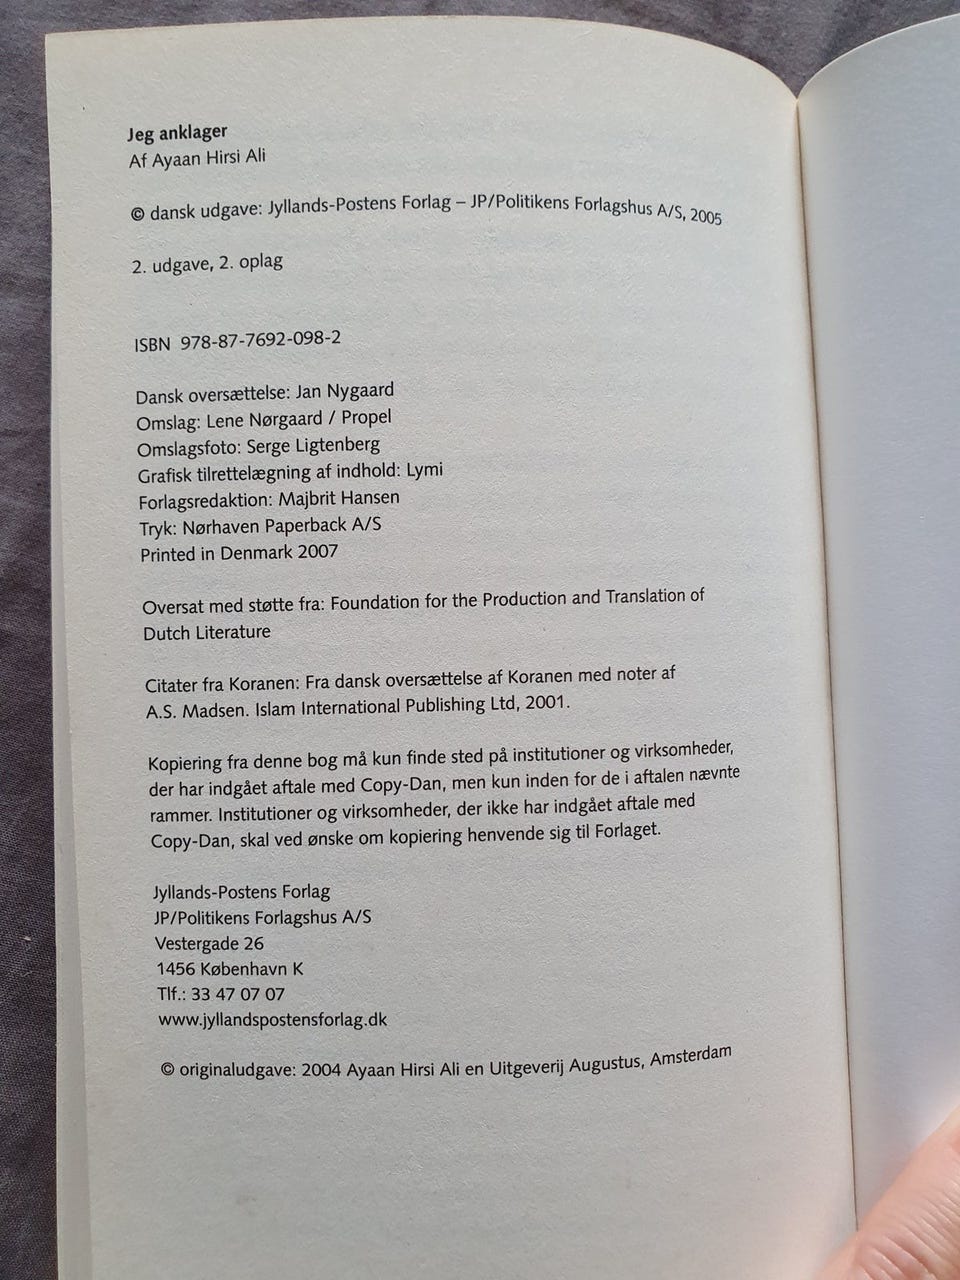 Jeg anklager
Af Ayaan Hirsi Ali
© dansk udgave: Jyllands-Postens Forlag – JP/Politikens Forlagshus A/S, 2005
2. udgave, 2. oplag
ISBN 978-87-7692-098-2
Dansk oversættelse: Jan Nygaard
Omslag: Lene Nørgaard / Propel
Omslagsfoto: Serge Ligtenberg
Grafisk tilrettelægning af indhold: Lymi
Forlagsredaktion: Majbrit Hansen
Tryk: Nørhaven Paperback A/S
Printed in Denmark 2007
Oversat med støtte fra: Foundation for the Production and Translation of
Dutch Literature
Citater fra Koranen: Fra dansk oversættelse af Koranen med noter af
A.S. Madsen. Islam International Publishing Ltd, 2001.
Kopiering fra denne bog må kun finde sted på institutioner og virksomheder,
der har indgået aftale med Copy-Dan, men kun inden for de i aftalen nævnte
rammer. Institutioner og virksomheder, der ikke har indgået aftale med
Copy-Dan, skal ved ønske om kopiering henvende sig til Forlaget.
Jyllands-Postens Forlag
JP/Politikens Forlagshus A/S
Vestergade 26
1456 København K
Tlf.: 33 47 07 07
www.jyllandspostensforlag.dk
© originaludgave: 2004 Ayaan Hirsi Ali en Uitgeverij Augustus, Amsterdam